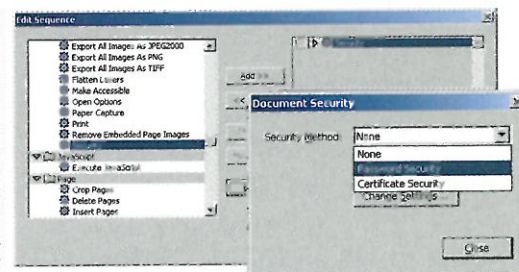 Edit Sequence
Export All Images As JPEG2000
Export All Images As PNG
Export All Images As TIFF
Flatten Layers
Make Accessible
Open Options
Paper Capture
Print
Remove Embedded Page Images
JavaScript
Execute JavaScript
Page
Crop Pages
Delete Pages
Insert Pages
Add >>
Document Security
Security Method:
None
None
Password Security
Certificate Security
Change Settings
Close